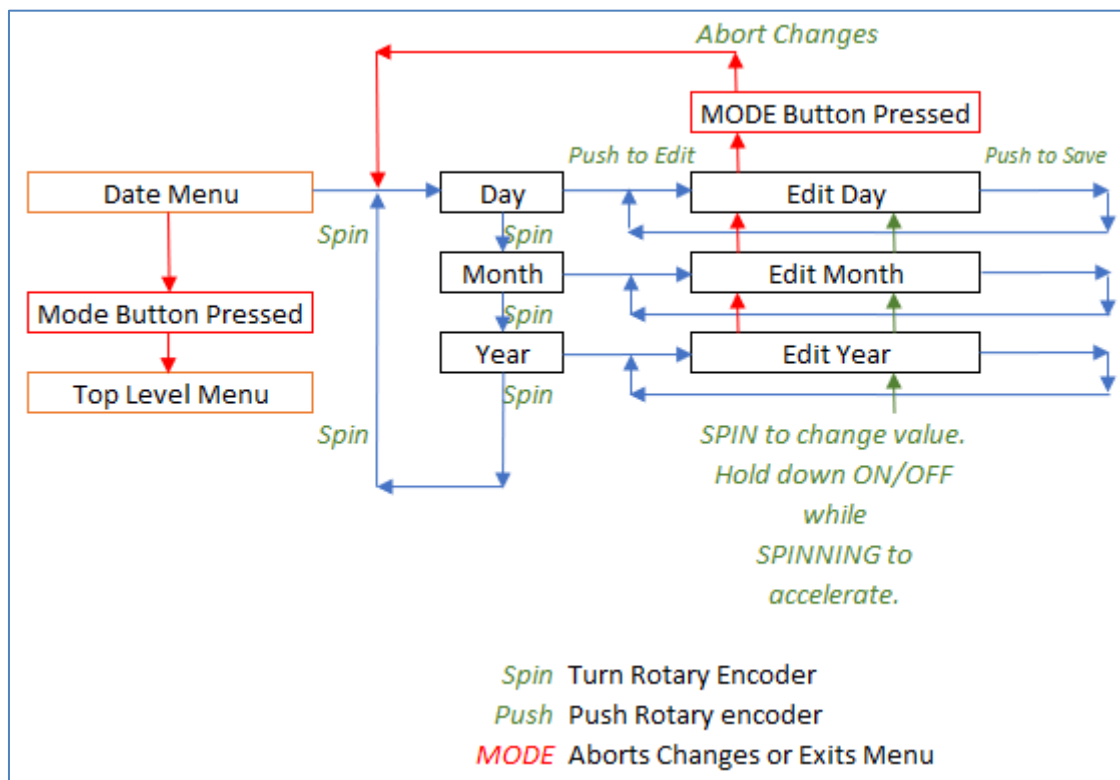 Abort Changes
MODE Button Pressed
Push to Edit
Push to Save
Date Menu
Day
Edit Day
Spin
Spin
Month
Edit Month
Mode Button Pressed
Spin
Year
Edit Year
Top Level Menu
Spin
Spin
SPIN to change value.
Hold down ON/OFF
while
SPINNING to
accelerate.
Spin Turn Rotary Encoder
Push Push Rotary encoder
MODE Aborts Changes or Exits Menu